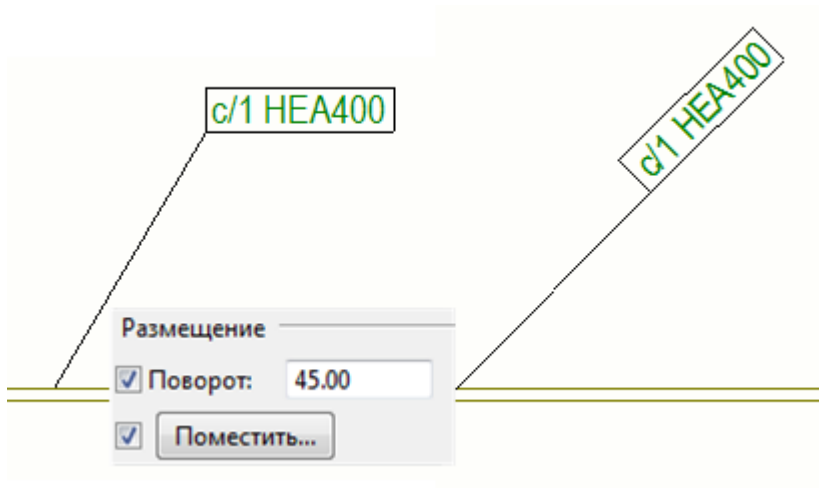 c/1 HEA400
c/1 HEA400
Размещение
Поворот: 45.00
Поместить...